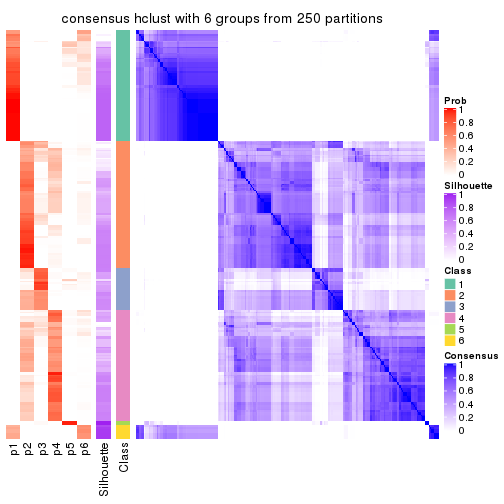 consensus hclust with 6 groups from 250 partitions
Prob
1
0.8
0.6
0.4
0.2
0
Silhouette
1
0.8
0.6
0.4
0.2
0
Class
1
2
3
4
5
6
Consensus
1
0.8
0.6
0.4
0.2
0
p1
p2
p3
p4
p5
p6
Silhouette
Class